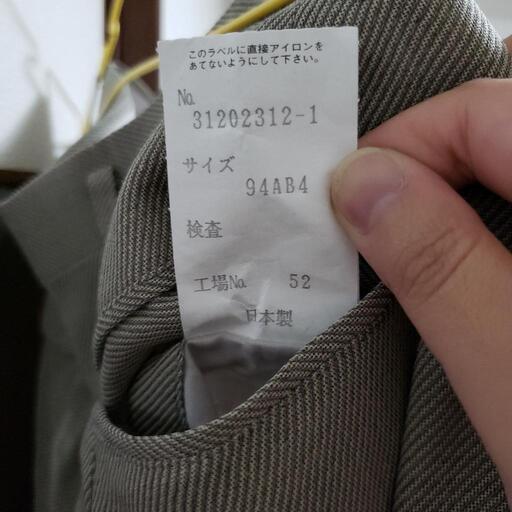 このラベルに直接アイロンを
あてないようにして下さい。
No.
31202312-1
サイズ
94AB4
検査
工場No. 52
日本製